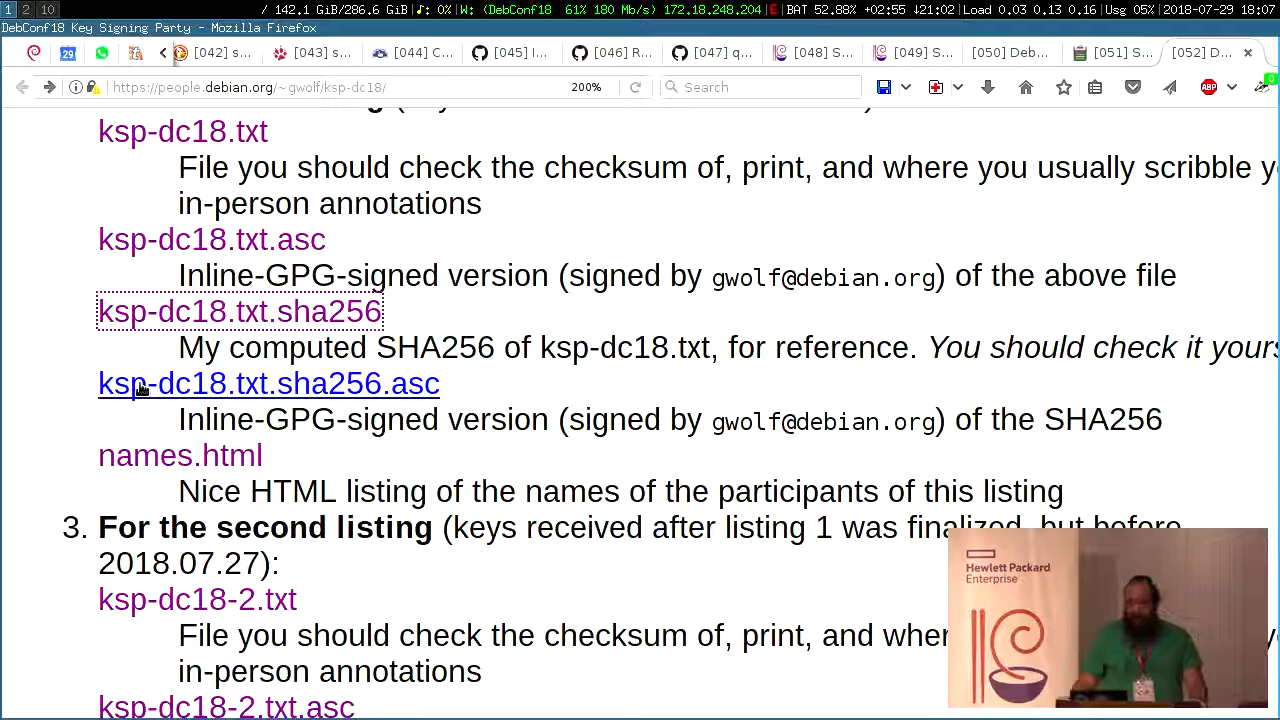 1 2 10 / 142.1 GiB/286.6 GiB ♪: 0% W: (DebConf18 61% 180 Mb/s) 172.18.248.204 E BAT 52.88% +02:55 +21:02 Load 0.03 0.13 0.16 Usg 05% 2018-07-29 18:07
DebConf18 Key Signing Party - Mozilla Firefox
[042] s... [043] s... [044] C... [045] I... [046] R... [047] q... [048] S... [049] S... [050] Deb... [051] S... [052] D...
https://people.debian.org/~gwolf/ksp-dc18/ 200% Search ABP 0
ksp-dc18.txt
File you should check the checksum of, print, and where you usually scribble y
in-person annotations
ksp-dc18.txt.asc
Inline-GPG-signed version (signed by gwolf@debian.org) of the above file
ksp-dc18.txt.sha256
My computed SHA256 of ksp-dc18.txt, for reference. You should check it yours
ksp-dc18.txt.sha256.asc
Inline-GPG-signed version (signed by gwolf@debian.org) of the SHA256
names.html
Nice HTML listing of the names of the participants of this listing
3. For the second listing (keys received after listing 1 was finalized, but before
2018.07.27):
ksp-dc18-2.txt
File you should check the checksum of, print, and wher
in-person annotations
ksp-dc18-2.txt.asc
Hewlett Packard
Enterprise